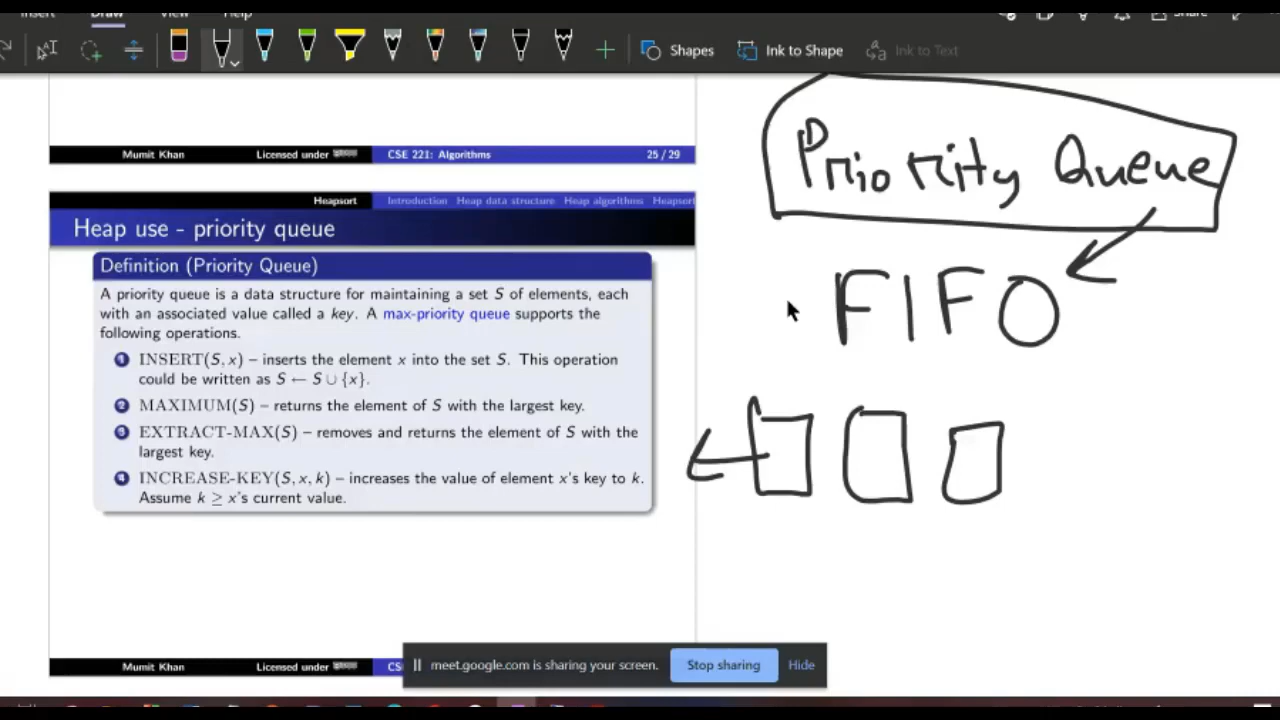 Insert Draw View Help
Share
Shapes Ink to Shape Ink to Text
Mumit Khan Licensed under CSE 221: Algorithms 25 / 29
Heapsort Introduction Heap data structure Heap algorithms Heapsort
Heap use - priority queue
Definition (Priority Queue)
A priority queue is a data structure for maintaining a set S of elements, each
with an associated value called a key. A max-priority queue supports the
following operations.
1 INSERT(S, x) – inserts the element x into the set S. This operation
could be written as S ← S ∪ {x}.
2 MAXIMUM(S) – returns the element of S with the largest key.
3 EXTRACT-MAX(S) – removes and returns the element of S with the
largest key.
4 INCREASE-KEY(S, x, k) – increases the value of element x's key to k.
Assume k ≥ x's current value.
Mumit Khan Licensed under CS
Priority Queue
FIFO
meet.google.com is sharing your screen. Stop sharing Hide